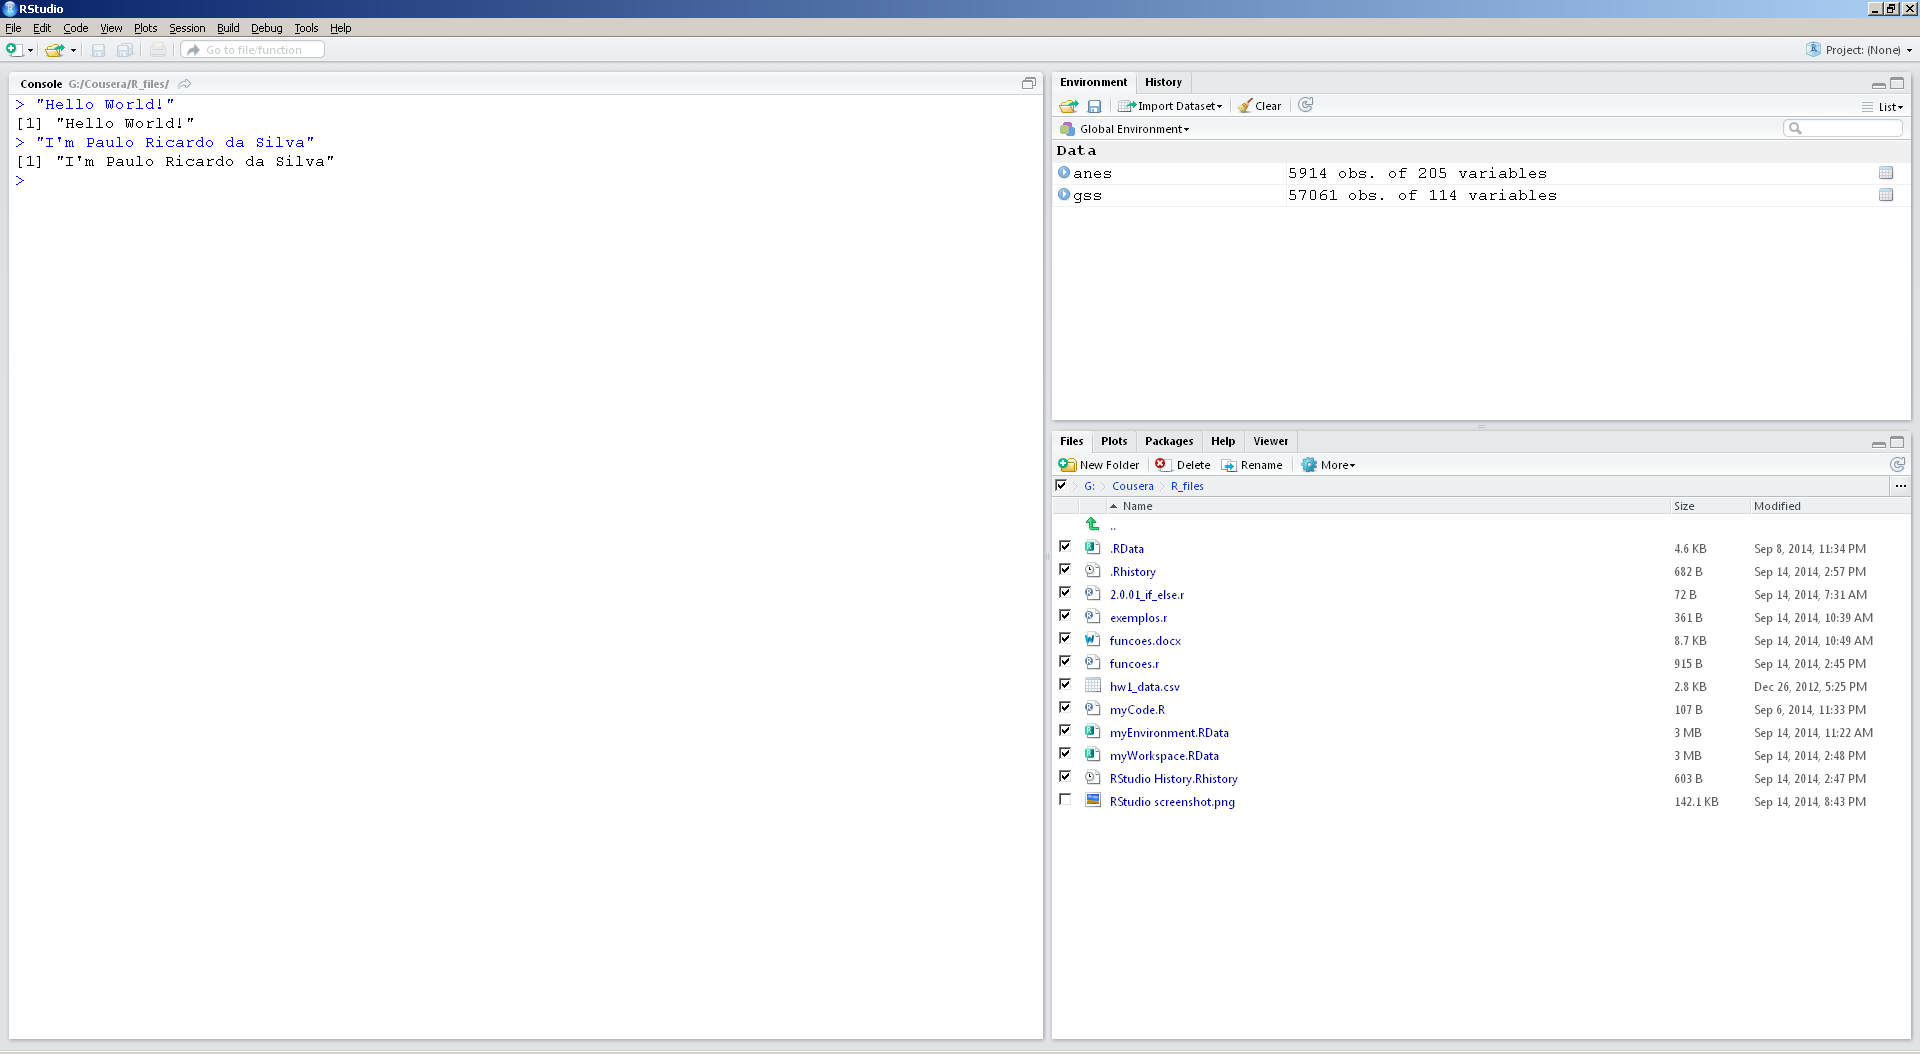 RStudio
File Edit Code View Plots Session Build Debug Tools Help
Go to file/function
Project: (None)
Console G:/Cousera/R_files/
> "Hello World!"
[1] "Hello World!"
> "I'm Paulo Ricardo da Silva"
[1] "I'm Paulo Ricardo da Silva"
>
Environment History
Import Dataset Clear
List
Global Environment
Data
anes 5914 obs. of 205 variables
gss 57061 obs. of 114 variables
Files Plots Packages Help Viewer
New Folder Delete Rename More
G: Cousera R_files ...
Name Size Modified
..
.RData 4.6 KB Sep 8, 2014, 11:34 PM
.Rhistory 682 B Sep 14, 2014, 2:57 PM
2.0.01_if_else.r 72 B Sep 14, 2014, 7:31 AM
exemplos.r 361 B Sep 14, 2014, 10:39 AM
funcoes.docx 8.7 KB Sep 14, 2014, 10:49 AM
funcoes.r 915 B Sep 14, 2014, 2:45 PM
hw1_data.csv 2.8 KB Dec 26, 2012, 5:25 PM
myCode.R 107 B Sep 6, 2014, 11:33 PM
myEnvironment.RData 3 MB Sep 14, 2014, 11:22 AM
myWorkspace.RData 3 MB Sep 14, 2014, 2:48 PM
RStudio History.Rhistory 603 B Sep 14, 2014, 2:47 PM
RStudio screenshot.png 142.1 KB Sep 14, 2014, 8:43 PM